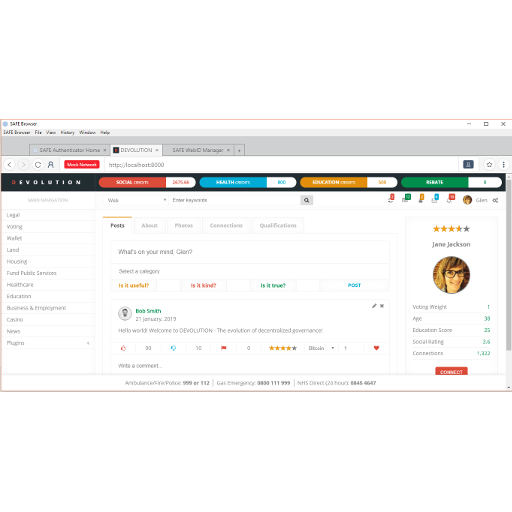 SAFE Browser
SAFE Browser File View History Window Help
SAFE Authenticator Home × DEVOLUTION × SAFE WebID Manager × +
Mock Network http://localhost:8000
DEVOLUTION SOCIAL CREDITS HEALTH CREDITS 800 EDUCATION CREDITS 500 REBATE 0
MAIN NAVIGATION Web Enter keywords Glen
Legal
Voting
Wallet
Land
Housing
Fund Public Services
Healthcare
Education
Business & Employment
Casino
News
Plugins
Posts About Photos Connections Qualifications
What's on your mind, Glen?
Select a category
Is it useful? Is it kind? Is it true? POST
Bob Smith
21 January, 2019
Hello world! Welcome to DEVOLUTION - The evolution of decentralized governance!
90 10 0 Bitcoin 1
Write a comment...
Jane Jackson
Voting Weight 1
Age 38
Education Score 25
Social Rating 3.6
Connections 1,322
CONNECT
Ambulance/Fire/Police: 999 or 112 | Gas Emergency: 0800 111 999 | NHS Direct (24 hour): 0845 4647